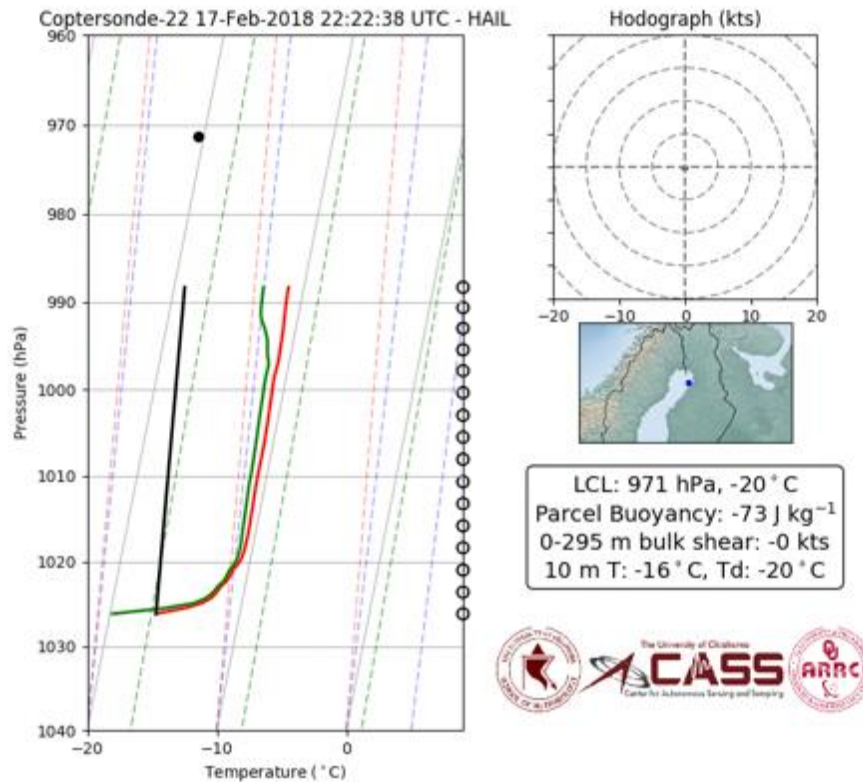 Coptersonde-22 17-Feb-2018 22:22:38 UTC - HAIL
960
970
980
990
1000
1010
1020
1030
1040
Pressure (hPa)
−20
−10
0
Temperature (°C)
Hodograph (kts)
−20
−10
0
10
20
LCL: 971 hPa, -20°C
Parcel Buoyancy: -73 J kg⁻¹
0-295 m bulk shear: -0 kts
10 m T: -16°C, Td: -20°C
SCHOOL OF METEOROLOGY
The University of Oklahoma
CASS
Center for Autonomous Sensing and Sampling
ARRC